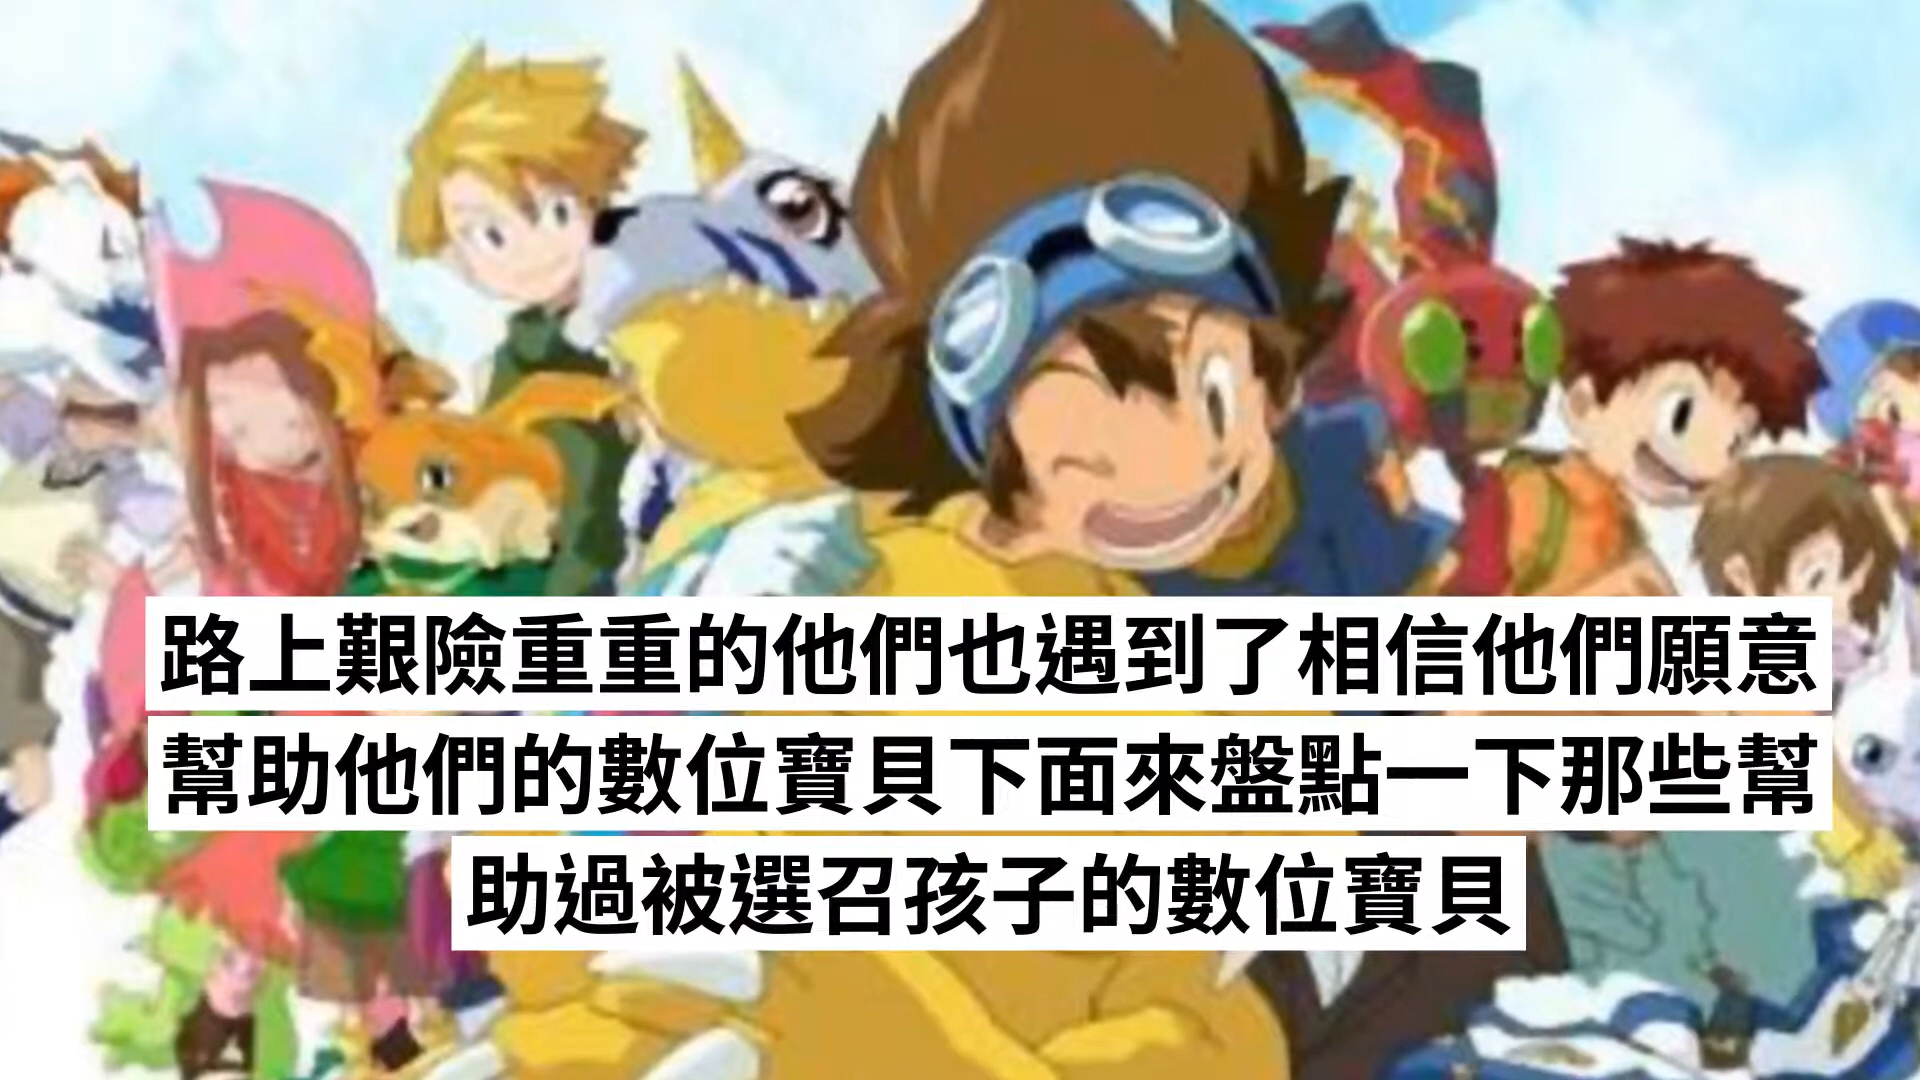 路上艱險重重的他們也遇到了相信他們願意
幫助他們的數位寶貝下面來盤點一下那些幫
助過被選召孩子的數位寶貝